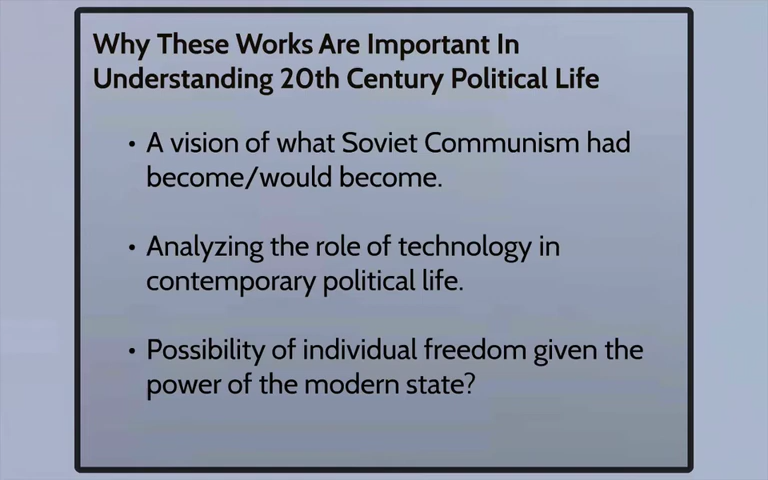 Why These Works Are Important In
Understanding 20th Century Political Life
• A vision of what Soviet Communism had
become/would become.
• Analyzing the role of technology in
contemporary political life.
• Possibility of individual freedom given the
power of the modern state?